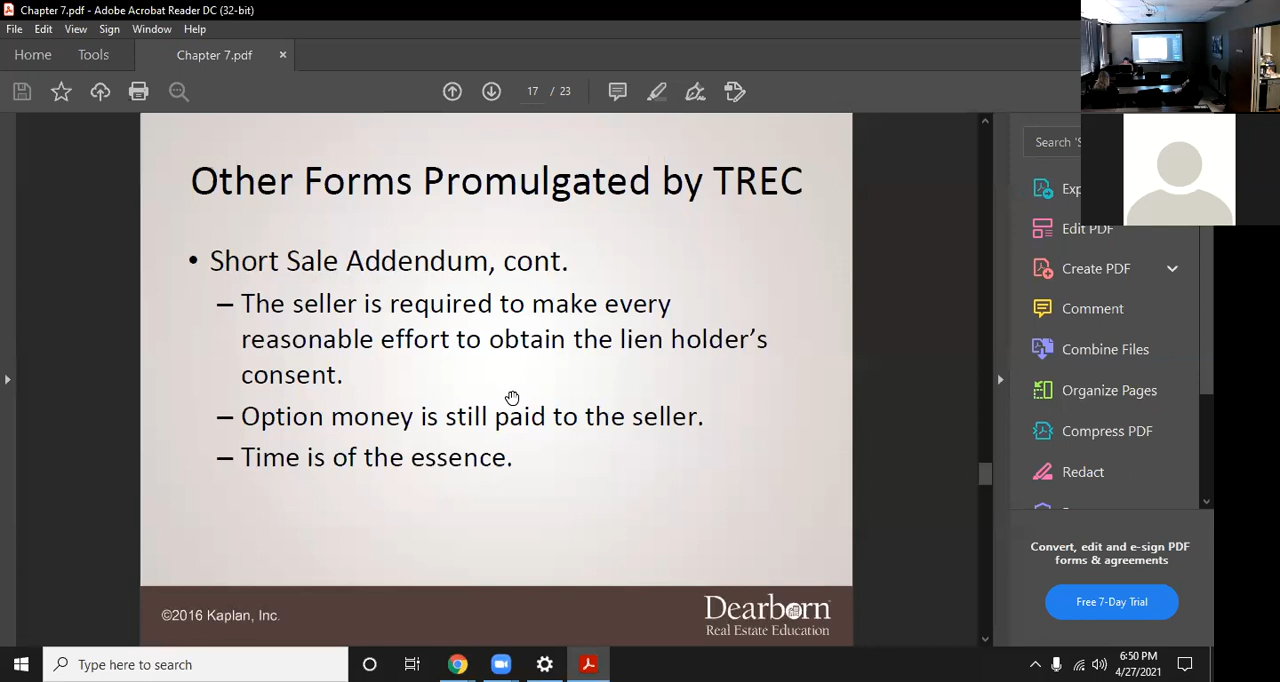 Chapter 7.pdf - Adobe Acrobat Reader DC (32-bit)
File Edit View Sign Window Help
Home Tools Chapter 7.pdf ×
17 / 23
Other Forms Promulgated by TREC
• Short Sale Addendum, cont.
– The seller is required to make every
reasonable effort to obtain the lien holder's
consent.
– Option money is still paid to the seller.
– Time is of the essence.
©2016 Kaplan, Inc.
Dearborn
Real Estate Education
Search 'S
Exp
Edit PDF
Create PDF
Comment
Combine Files
Organize Pages
Compress PDF
Redact
Convert, edit and e-sign PDF
forms & agreements
Free 7-Day Trial
Type here to search
6:50 PM
4/27/2021